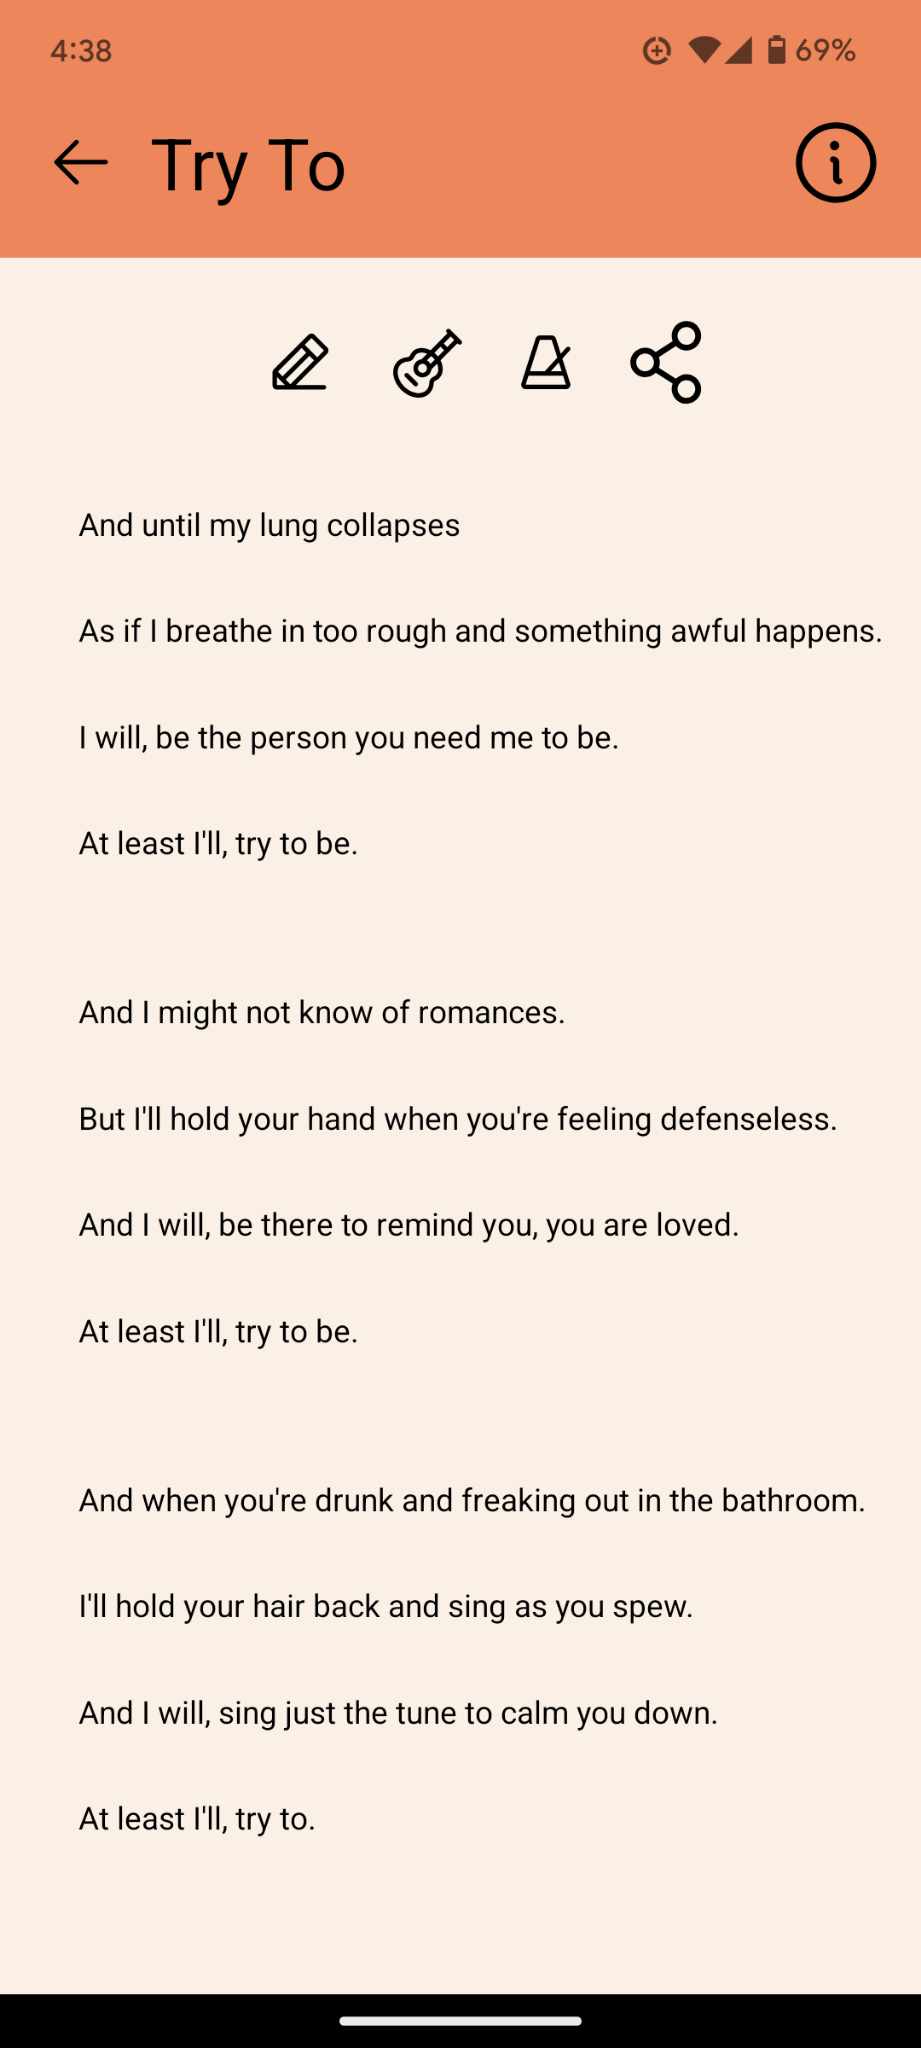 4:38
69%
Try To
And until my lung collapses
As if I breathe in too rough and something awful happens.
I will, be the person you need me to be.
At least I'll, try to be.
And I might not know of romances.
But I'll hold your hand when you're feeling defenseless.
And I will, be there to remind you, you are loved.
At least I'll, try to be.
And when you're drunk and freaking out in the bathroom.
I'll hold your hair back and sing as you spew.
And I will, sing just the tune to calm you down.
At least I'll, try to.